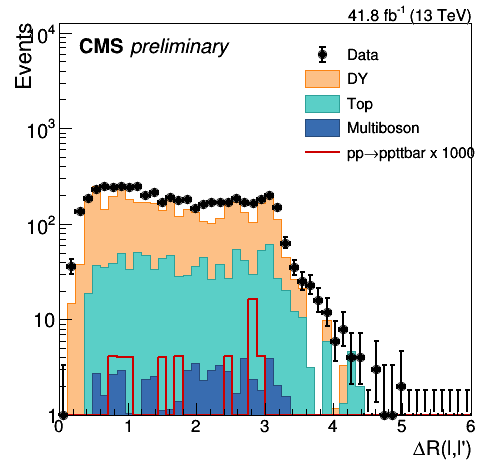 41.8 fb⁻¹ (13 TeV)
Events
CMS preliminary
Data
DY
Top
Multiboson
pp→ppttbar x 1000
10⁴
10³
10²
10
1
0 1 2 3 4 5 6
ΔR(l,l')